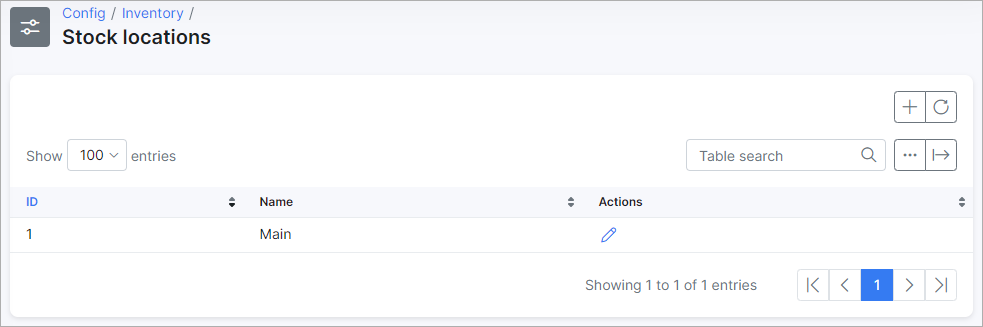 Config / Inventory /
Stock locations
Show 100 entries
Table search
ID Name Actions
1 Main
Showing 1 to 1 of 1 entries
1